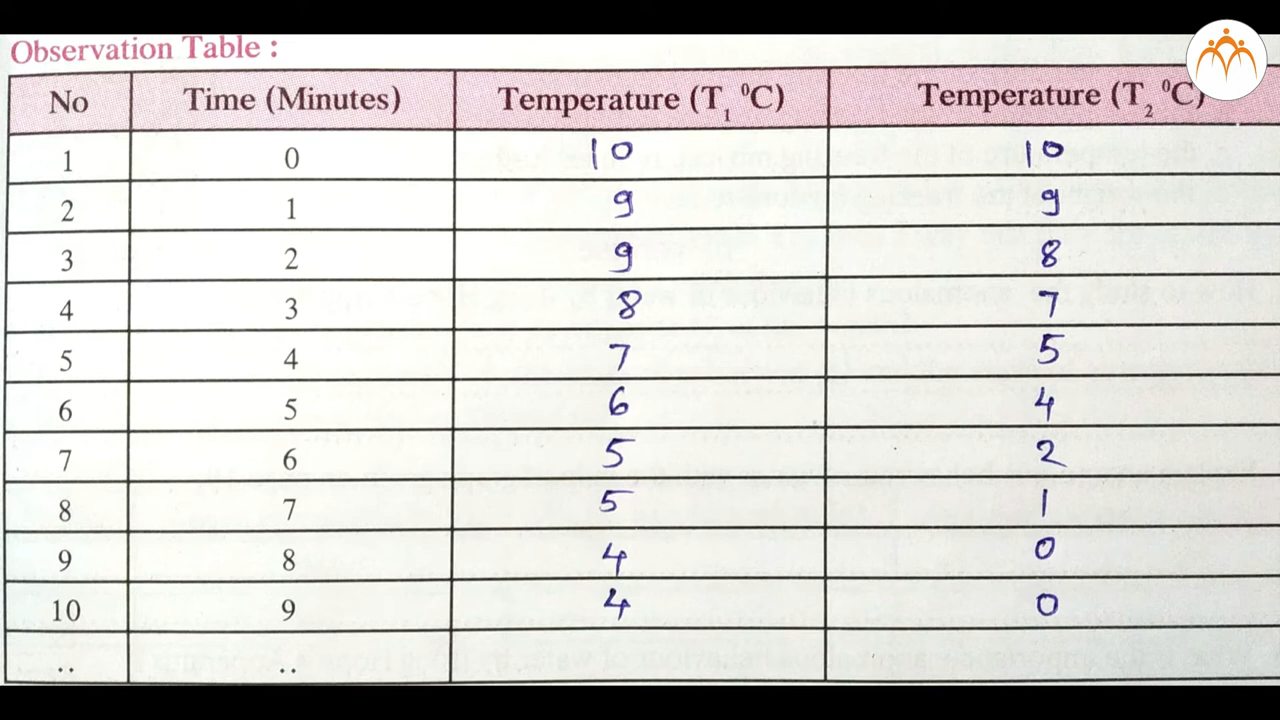 Observation Table :
No Time (Minutes) Temperature (T₁ ⁰C) Temperature (T₂ ⁰C)
1 0 10 10
2 1 9 9
3 2 9 8
4 3 8 7
5 4 7 5
6 5 6 4
7 6 5 2
8 7 5 1
9 8 4 0
10 9 4 0
.. ..